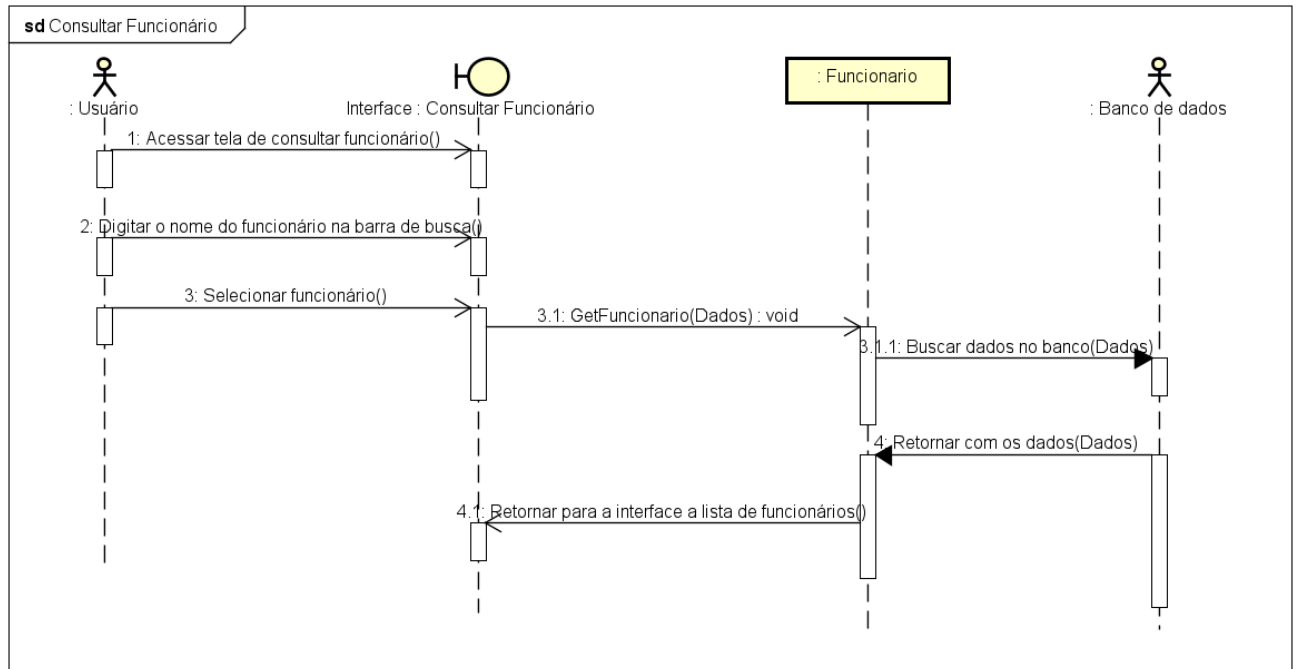 sd Consultar Funcionário
: Usuário
Interface : Consultar Funcionário
: Funcionario
: Banco de dados
1: Acessar tela de consultar funcionário()
2: Digitar o nome do funcionário na barra de busca()
3: Selecionar funcionário()
3.1: GetFuncionario(Dados) : void
3.1.1: Buscar dados no banco(Dados)
4: Retornar com os dados(Dados)
4.1: Retornar para a interface a lista de funcionários()